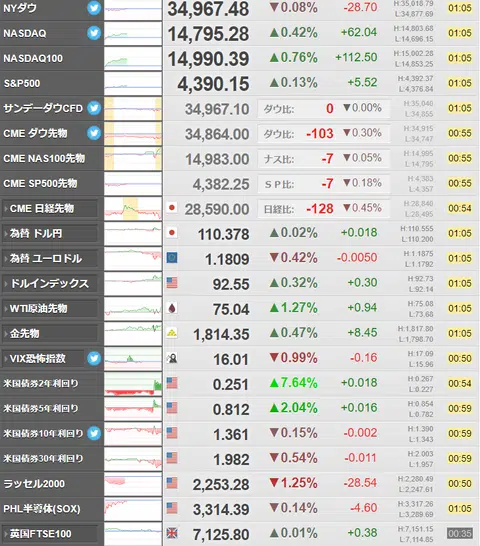 NYダウ 34,967.48 ▼0.08% -28.70 H:35,018.79 L:34,877.69 01:05
NASDAQ 14,795.28 ▲0.42% +62.04 H:14,803.68 L:14,696.15 01:05
NASDAQ100 14,990.39 ▲0.76% +112.50 H:15,002.28 L:14,853.25 01:05
S&P500 4,390.15 ▲0.13% +5.52 H:4,392.37 L:4,376.84 01:05
サンデーダウCFD 34,967.10 ダウ比: 0 ▼0.00% H:35,040 L:34,855 01:05
CME ダウ先物 34,864.00 ダウ比: -103 ▼0.30% H:34,915 L:34,747 00:55
CME NAS100先物 14,983.00 ナス比: -7 ▼0.05% H:14,995 L:14,795 00:55
CME SP500先物 4,382.25 SP比: -7 ▼0.18% L:4,357 00:55
CME 日経先物 28,590.00 日経比: -128 ▼0.45% H:28,840 L:28,495 00:54
為替 ドル円 110.378 ▲0.02% +0.018 H:110.555 L:110.200 01:05
為替 ユーロドル 1.1809 ▼0.42% -0.0050 H:1.1875 L:1.1792 01:05
ドルインデックス 92.55 ▲0.32% +0.30 H:92.73 L:92.14 01:05
WTI原油先物 75.04 ▲1.27% +0.94 H:75.08 L:73.68 01:05
金先物 1,814.35 ▲0.47% +8.45 H:1,817.80 L:1,798.70 01:05
VIX恐怖指数 16.01 ▼0.99% -0.16 H:17.09 L:15.96 00:50
米国債券2年利回り 0.251 ▲7.64% +0.018 H:0.267 L:0.227 00:54
米国債券5年利回り 0.812 ▲2.04% +0.016 H:0.854 L:0.782 00:59
米国債券10年利回り 1.361 ▼0.15% -0.002 H:1.390 L:1.343 00:59
米国債券30年利回り 1.982 ▼0.54% -0.011 H:2.003 L:1.957 00:59
ラッセル2000 2,253.28 ▼1.25% -28.54 H:2,280.49 L:2,247.61 00:50
PHL半導体(SOX) 3,314.39 ▼0.14% -4.60 H:3,317.26 L:3,289.69 01:05
英国FTSE100 7,125.80 ▲0.01% +0.38 H:7,151.15 L:7,114.85 00:35